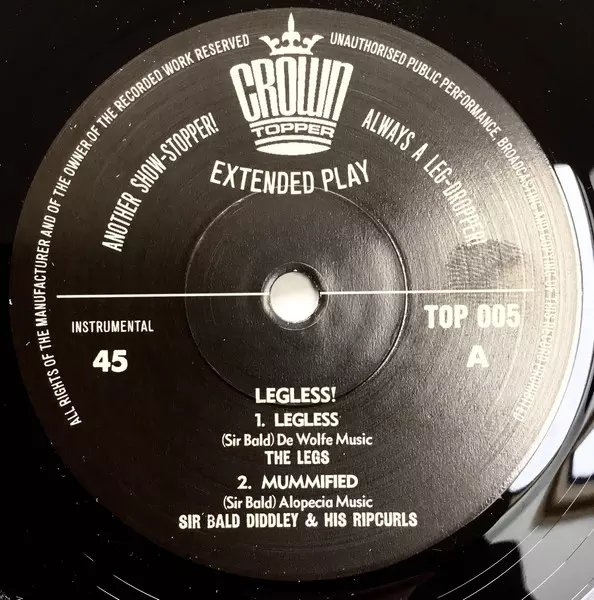 ALL RIGHTS OF THE MANUFACTURER AND OF THE OWNER OF THE RECORDED WORK RESERVED
UNAUTHORISED PUBLIC PERFORMANCE, BROADCASTING AND
CROWN
TOPPER
ANOTHER SHOW-STOPPER!
ALWAYS A LEG-DROPPER!
EXTENDED PLAY
INSTRUMENTAL
TOP 005
45
A
LEGLESS!
1. LEGLESS
(Sir Bald) De Wolfe Music
THE LEGS
2. MUMMIFIED
(Sir Bald) Alopecia Music
SIR BALD DIDDLEY & HIS RIPCURLS